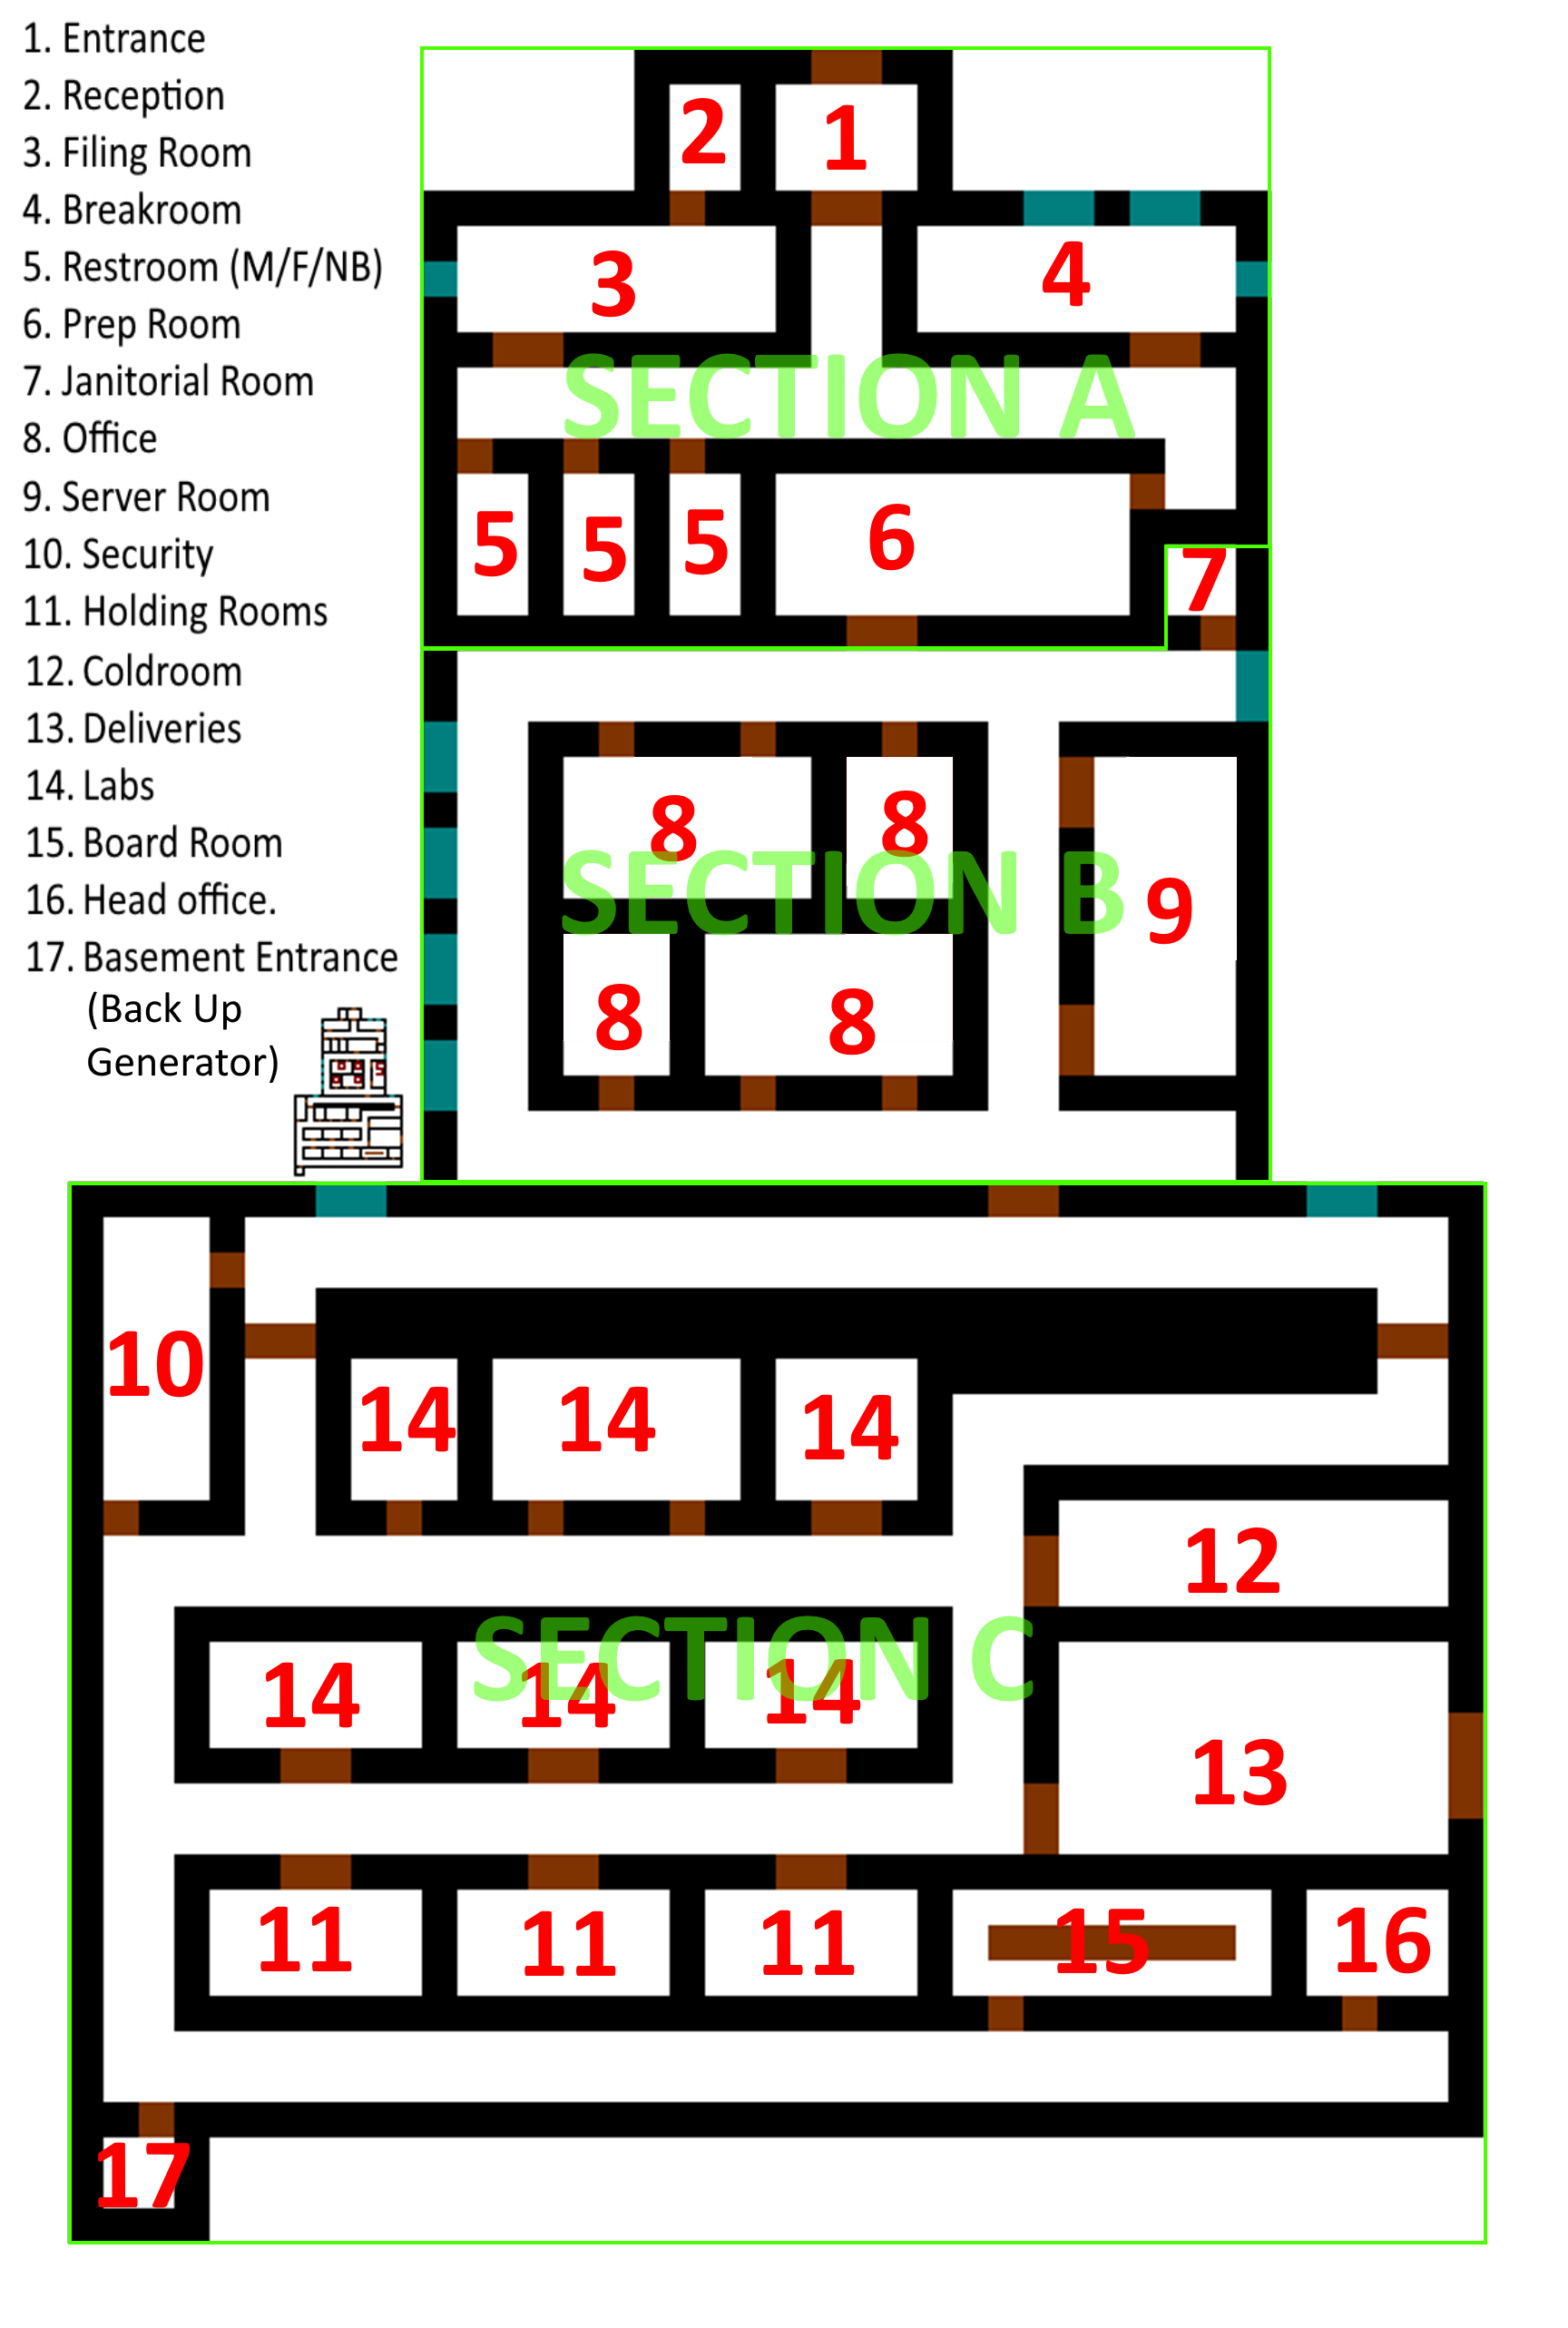 1. Entrance
2. Reception
3. Filing Room
4. Breakroom
5. Restroom (M/F/NB)
6. Prep Room
7. Janitorial Room
8. Office
9. Server Room
10. Security
11. Holding Rooms
12. Coldroom
13. Deliveries
14. Labs
15. Board Room
16. Head office.
17. Basement Entrance
(Back Up
Generator)
2 1
3 4
SECTION A
5 5 5 6 7
8 8
SECTION B
9
8 8
10
14 14 14
12
SECTION C
14 14 14
13
11 11 11 15 16
17